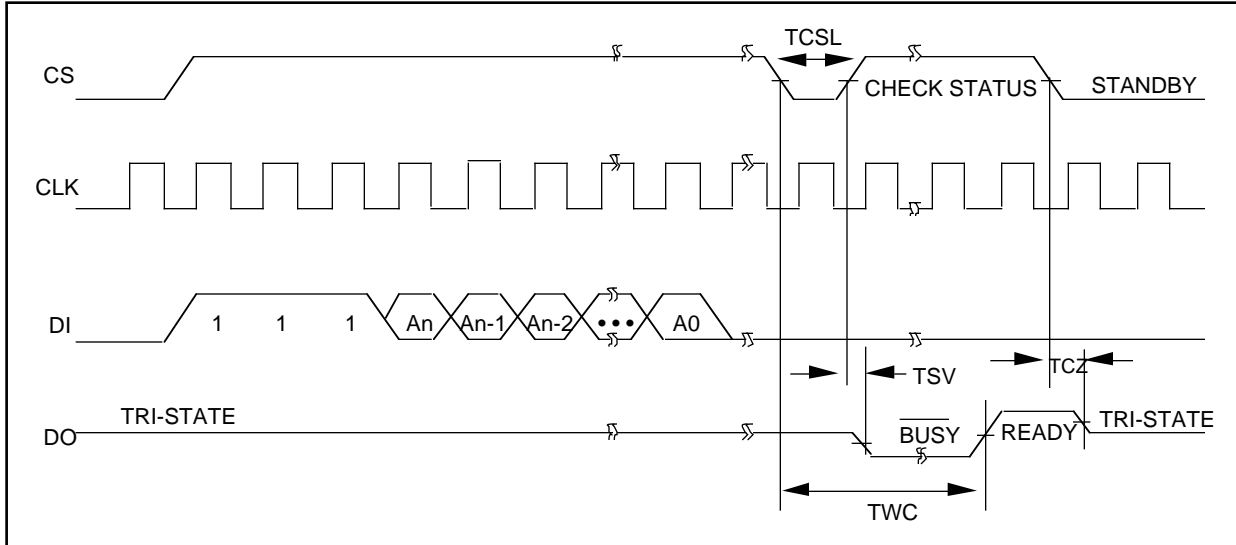 TCSL
CS
CHECK STATUS
STANDBY
CLK
DI
1 1 1 An An-1 An-2 ••• A0
TSV
TCZ
TRI-STATE
DO
BUSY
READY
TRI-STATE
TWC